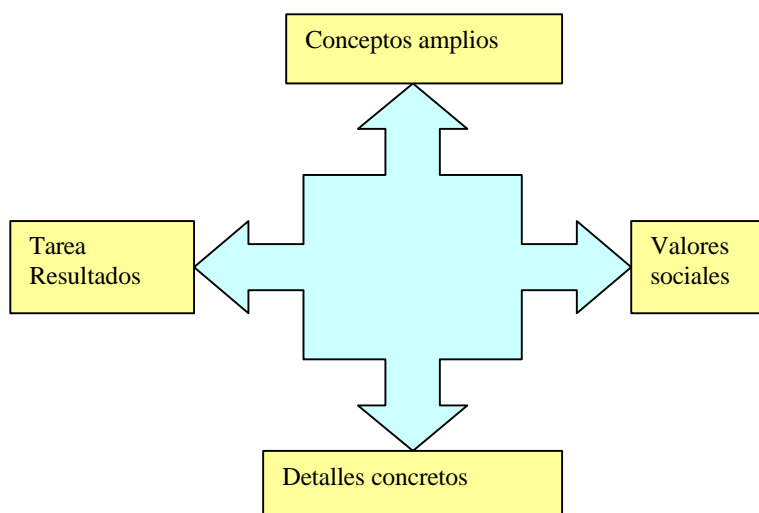 Conceptos amplios
Tarea
Resultados
Valores
sociales
Detalles concretos